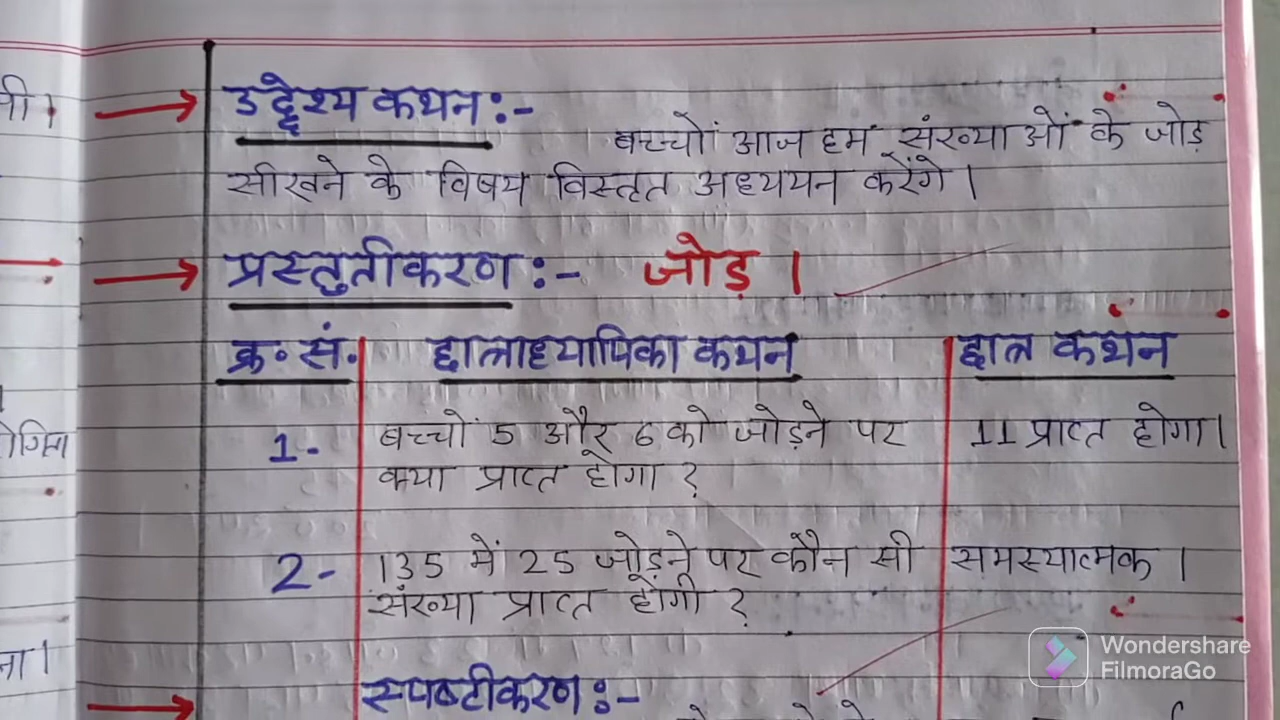 पी।
उद्देश्य कथन:-
बच्चों आज हम संख्याओं के जोड़
सीखने के विषय विस्तृत अध्ययन करेंगे।
प्रस्तुतीकरण:- जोड़।
क्र.सं. छात्राध्यापिका कथन छात्र कथन
1- बच्चों 5 और 6 को जोड़ने पर 11 प्राप्त होगा।
क्या प्राप्त होगा?
2- 135 में 25 जोड़ने पर कौन सी समस्यात्मक।
संख्या प्राप्त होगी?
ना।
स्पष्टीकरण:-
Wondershare
FilmoraGo